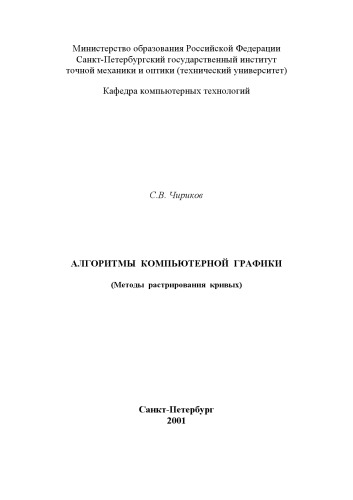 Министерство образования Российской Федерации
Санкт-Петербургский государственный институт
точной механики и оптики (технический университет)
Кафедра компьютерных технологий
С.В. Чириков
АЛГОРИТМЫ КОМПЬЮТЕРНОЙ ГРАФИКИ
(Методы растрирования кривых)
Санкт-Петербург
2001